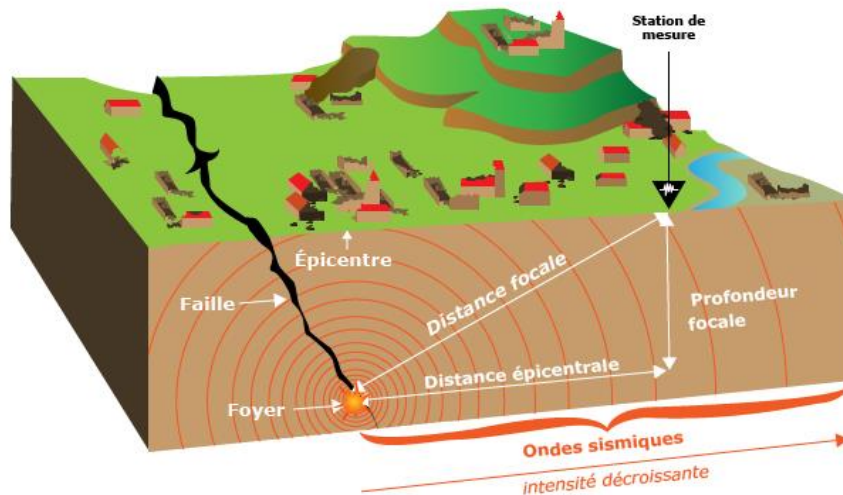 Station de
mesure
Épicentre
Faille
Distance focale
Profondeur
focale
Distance épicentrale
Foyer
Ondes sismiques
intensité décroissante